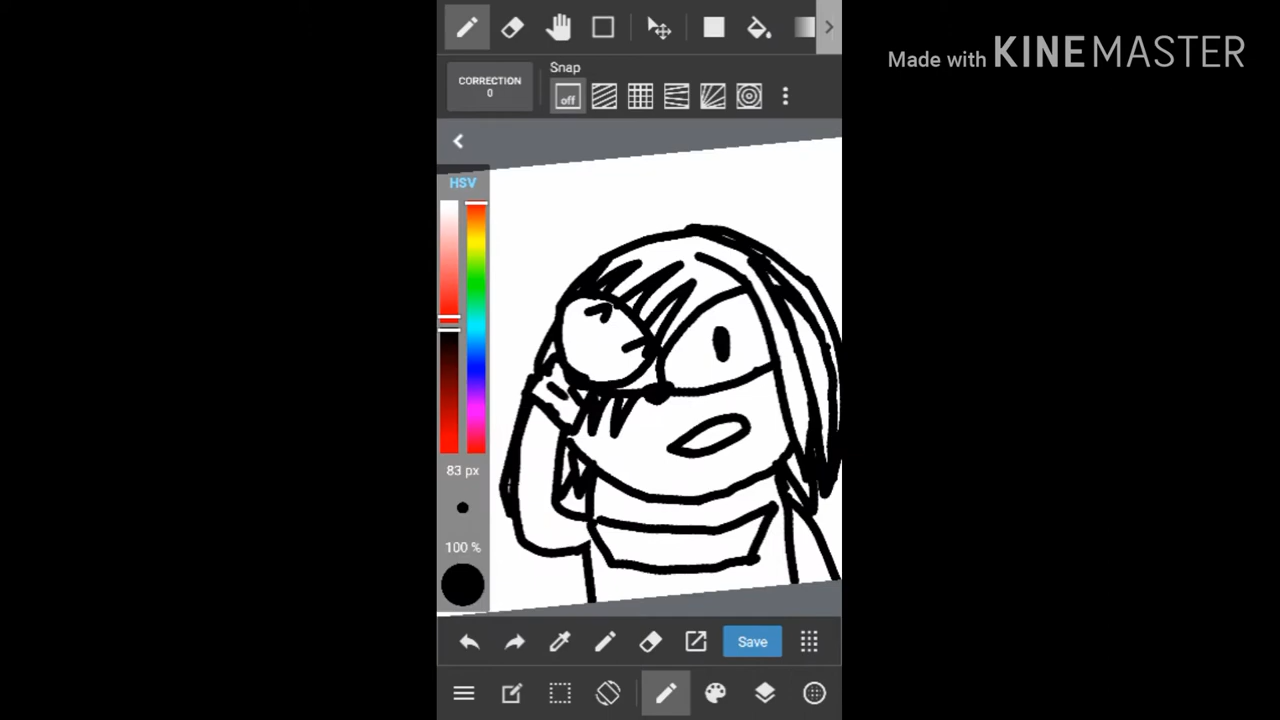 Made with KINEMASTER
Snap
CORRECTION
0
off
HSV
83 px
100 %
Save